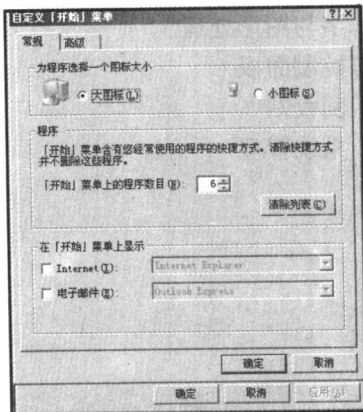 自定义「开始」菜单
常规 高级
为程序选择一个图标大小
大图标(L) 小图标(S)
程序
「开始」菜单含有您经常使用的程序的快捷方式。清除快捷方式
并不删除这些程序。
「开始」菜单上的程序数目(N): 6
清除列表(C)
在「开始」菜单上显示
Internet(I): Internet Explorer
电子邮件(E): Outlook Express
确定 取消
确定 取消 应用(A)